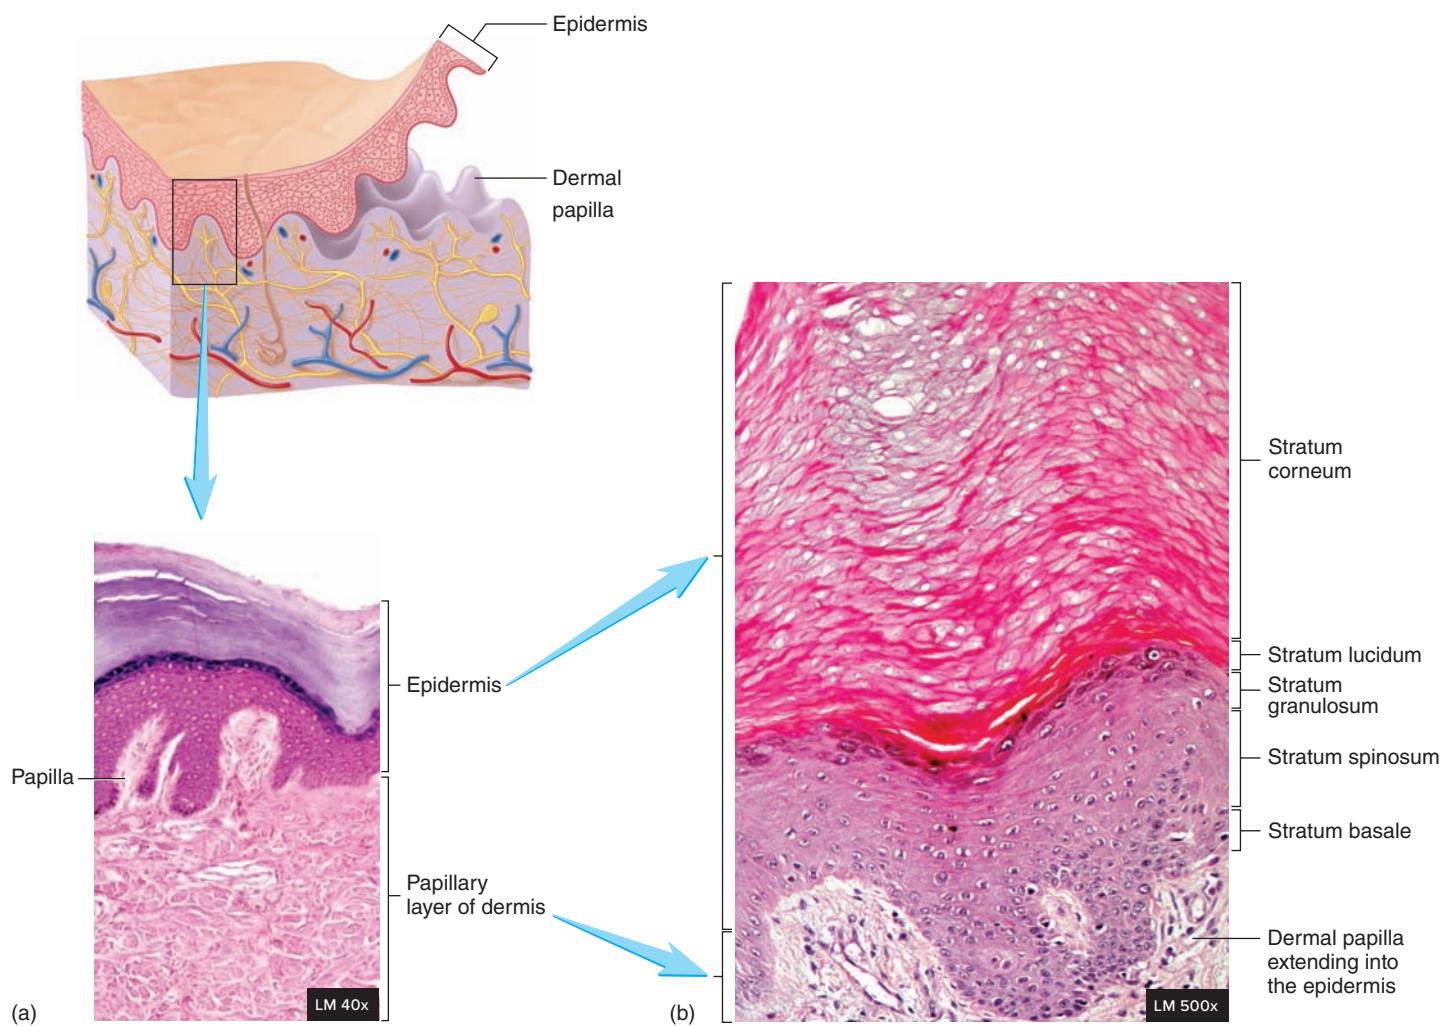 Epidermis
Dermal
papilla
Epidermis
Papilla
Papillary
layer of dermis
LM 40x
(a)
Stratum
corneum
Stratum lucidum
Stratum
granulosum
Stratum spinosum
Stratum basale
Dermal papilla
extending into
the epidermis
LM 500x
(b)